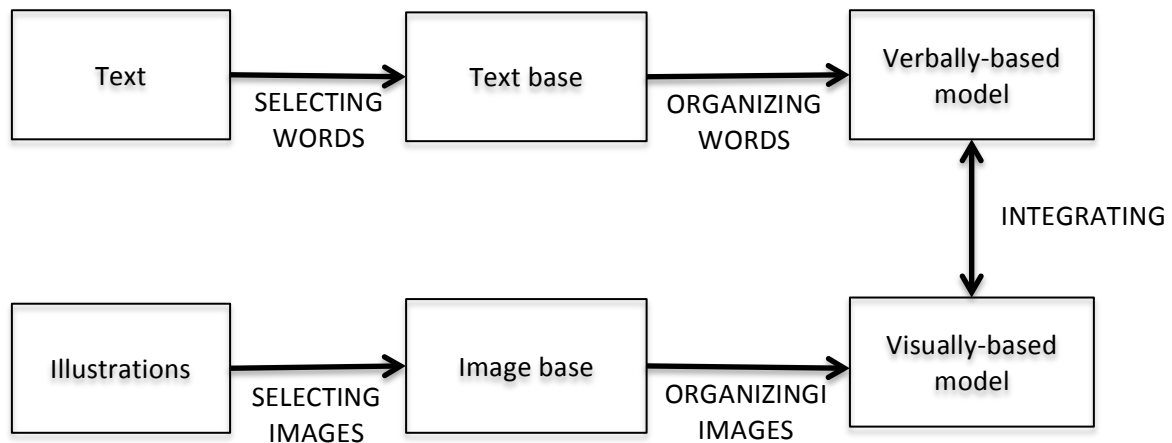 Text
SELECTING
WORDS
Text base
ORGANIZING
WORDS
Verbally-based
model
INTEGRATING
Illustrations
SELECTING
IMAGES
Image base
ORGANIZINGI
IMAGES
Visually-based
model